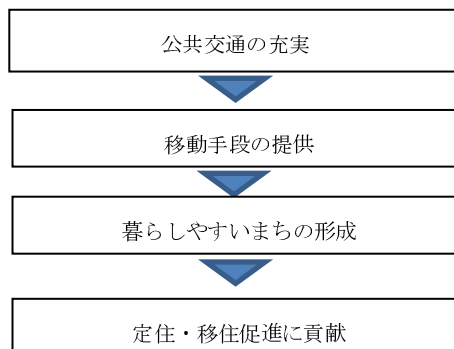 公共交通の充実
移動手段の提供
暮らしやすいまちの形成
定住・移住促進に貢献